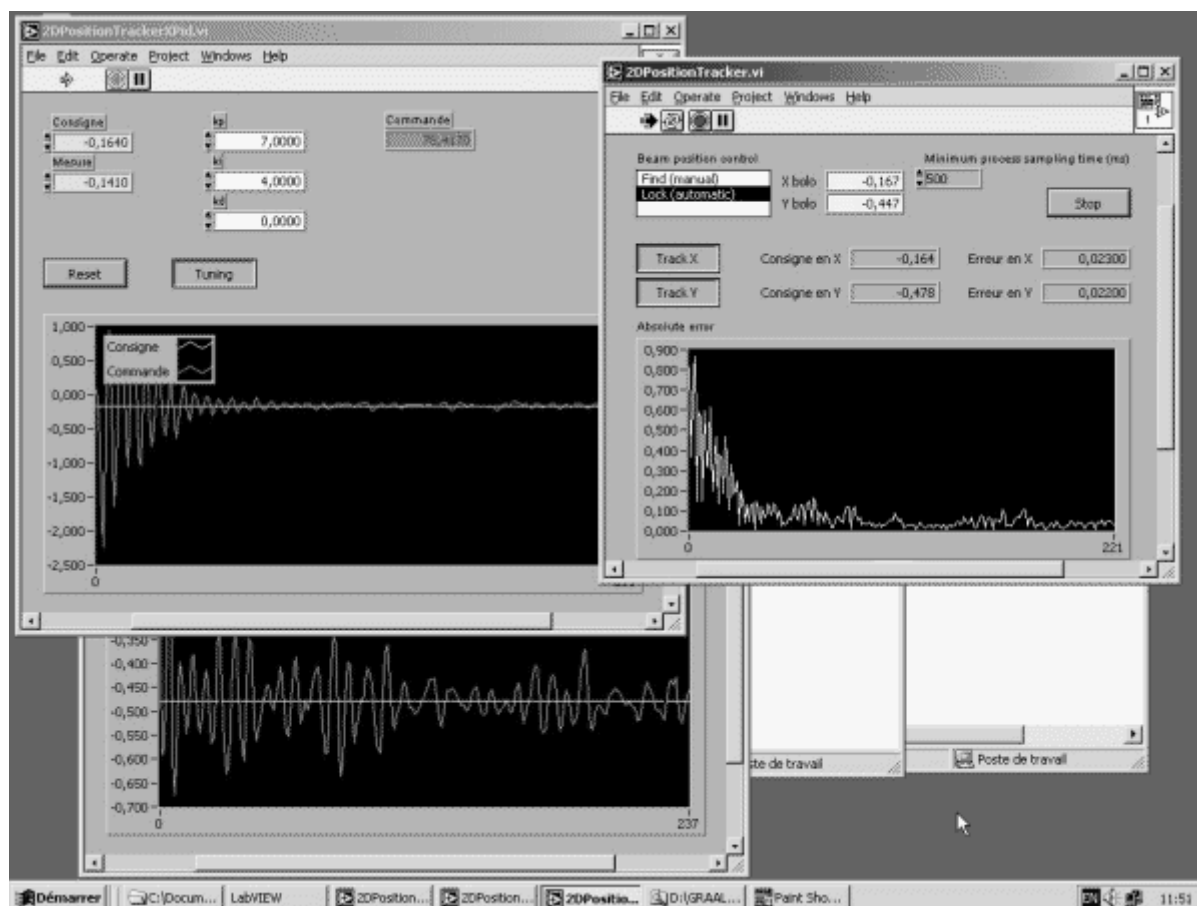 2DPositionTrackerXPid.vi
File Edit Operate Project Windows Help
Consigne
-0,1640
Mesure
-0,1410
kp
7,0000
ki
4,0000
kd
0,0000
Commande
Reset
Tuning
1,000
0,500
0,000
-0,500
-1,000
-1,500
-2,000
-2,500
Consigne
Commande
0
2DPositionTracker.vi
File Edit Operate Project Windows Help
Beam position control
Find (manual)
Lock (automatic)
X bolo -0,167
Y bolo -0,447
Minimum process sampling time (ms)
500
Stop
Track X Consigne en X -0,164 Erreur en X 0,02300
Track Y Consigne en Y -0,478 Erreur en Y 0,02200
Absolute error
0,900
0,800
0,700
0,600
0,500
0,400
0,300
0,200
0,100
0,000
0 221
-0,350
-0,400
-0,450
-0,500
-0,550
-0,600
-0,650
-0,700
0 237
ste de travail
Poste de travail
Démarrer C:\Docum... LabVIEW 2DPosition... 2DPosition... 2DPositio... D:\GRAAL... Paint Sho... EN 11:51